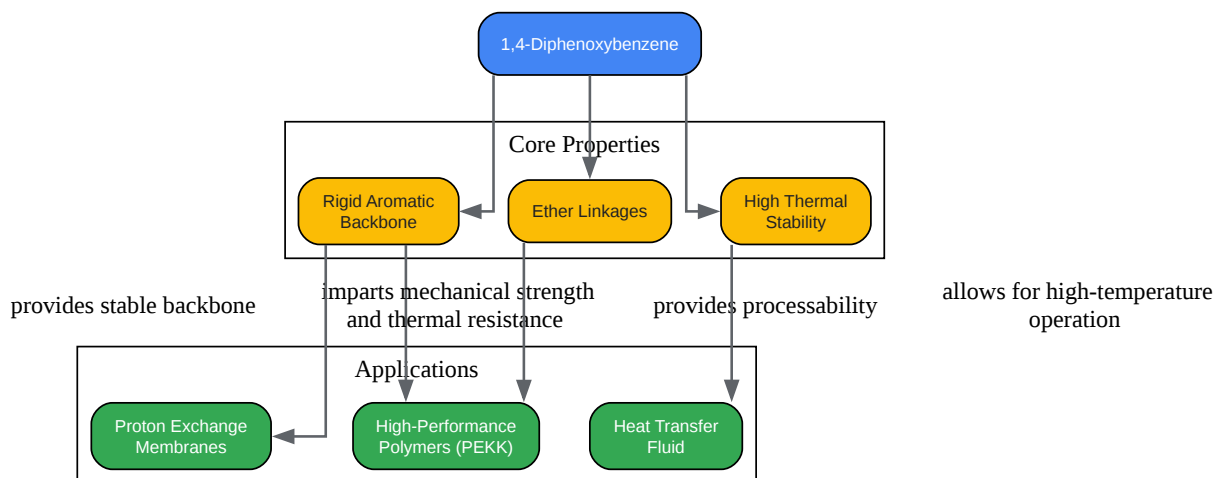 1,4-Diphenoxybenzene
Core Properties
Rigid Aromatic
Backbone
Ether Linkages
High Thermal
Stability
provides stable backbone
imparts mechanical strength
and thermal resistance
provides processability
allows for high-temperature
operation
Applications
Proton Exchange
Membranes
High-Performance
Polymers (PEKK)
Heat Transfer
Fluid